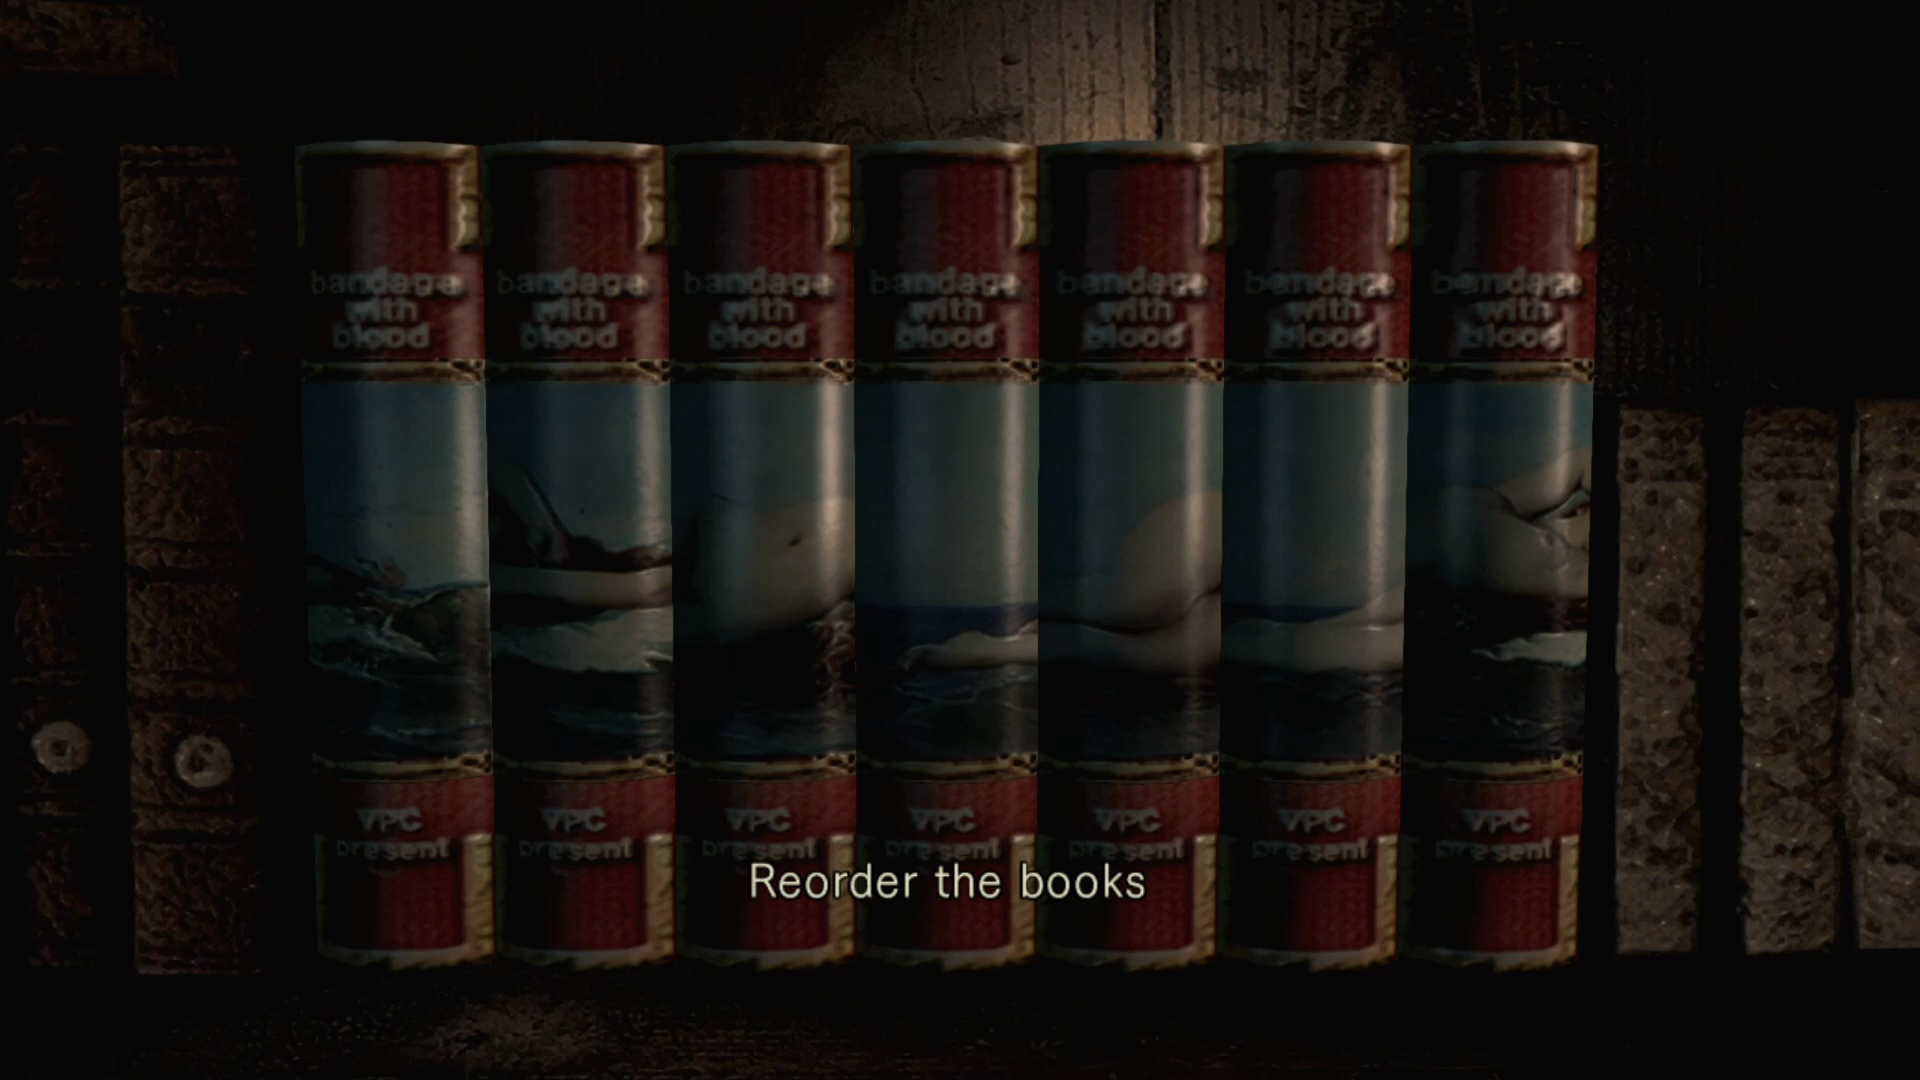 bandage
with
blood
bandage
with
blood
bandage
with
blood
bandage
with
blood
bandage
with
blood
bandage
with
blood
bandage
with
blood
VPC
present
VPC
present
VPC
present
VPC
present
VPC
present
VPC
present
VPC
present
Reorder the books